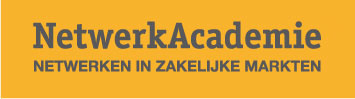 NetwerkAcademie
NETWERKEN IN ZAKELIJKE MARKTEN